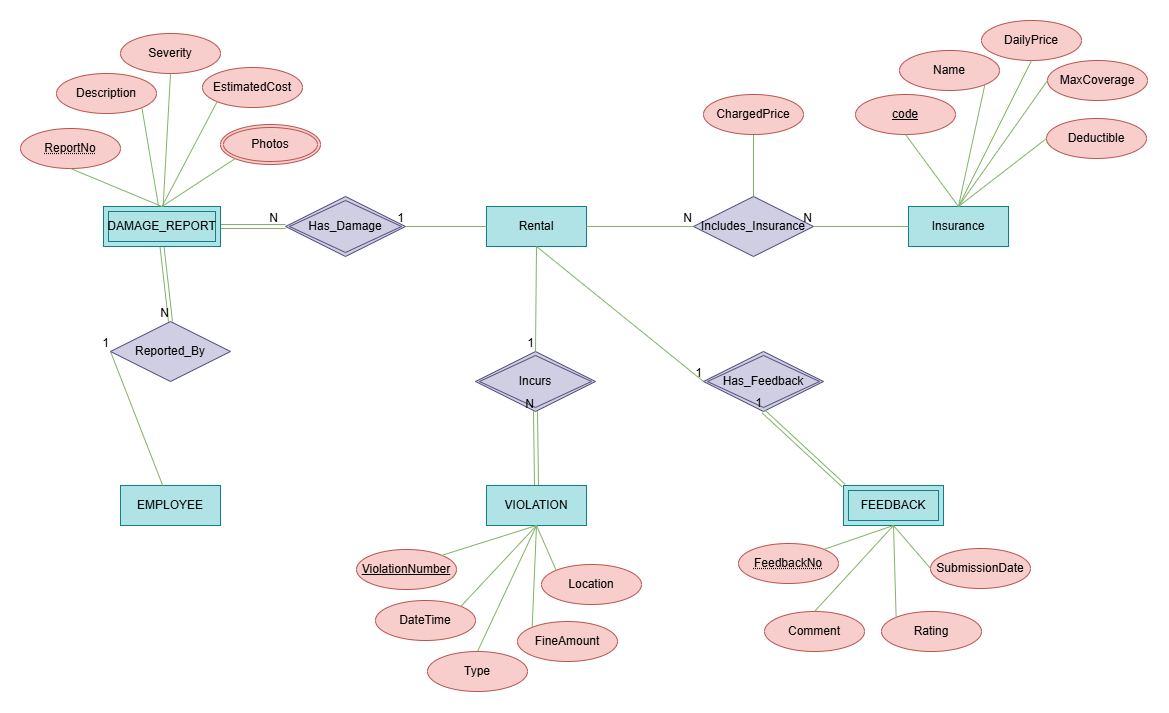 Severity
DailyPrice
Name
MaxCoverage
Description
EstimatedCost
ChargedPrice
code
Deductible
ReportNo
Photos
DAMAGE_REPORT
N
Has_Damage
1
Rental
N
Includes_Insurance
N
Insurance
N
1
Reported_By
1
Incurs
N
1
Has_Feedback
1
EMPLOYEE
VIOLATION
FEEDBACK
ViolationNumber
Location
FeedbackNo
SubmissionDate
DateTime
FineAmount
Comment
Rating
Type